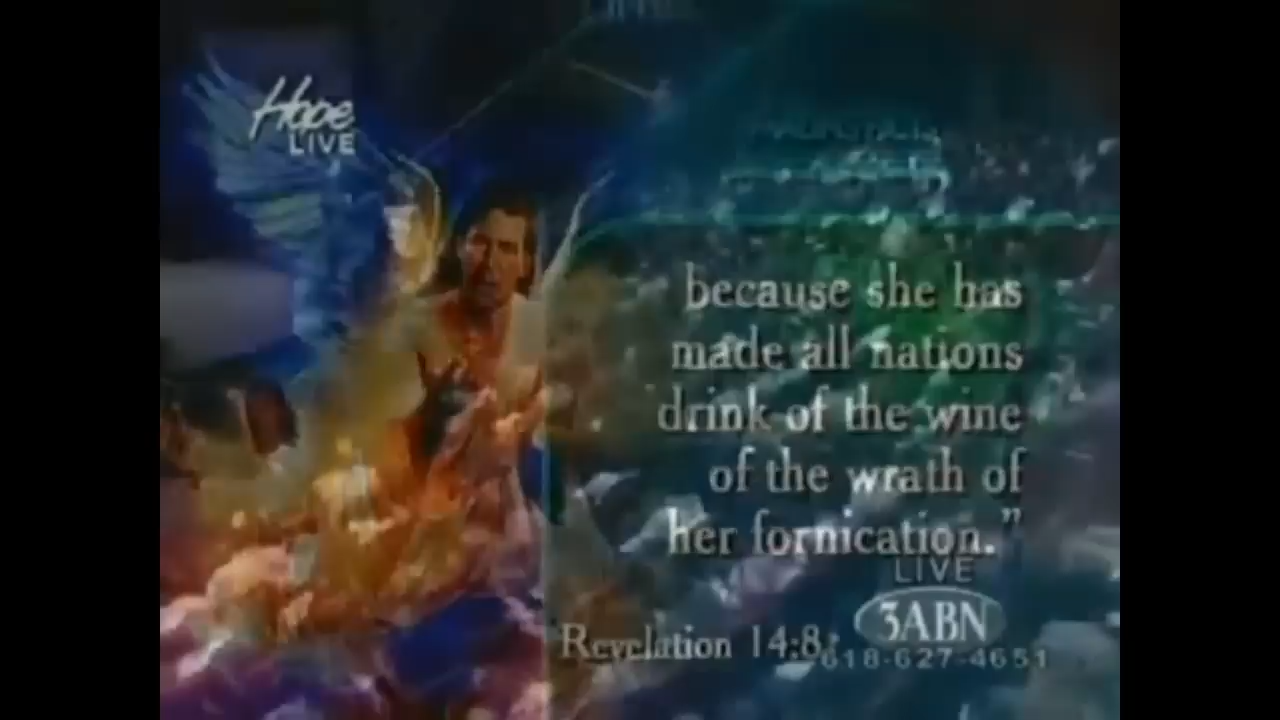 Hope
LIVE
because she has
made all nations
drink of the wine
of the wrath of
her fornication."
LIVE
3ABN
Revelation 14:8
618-627-4651